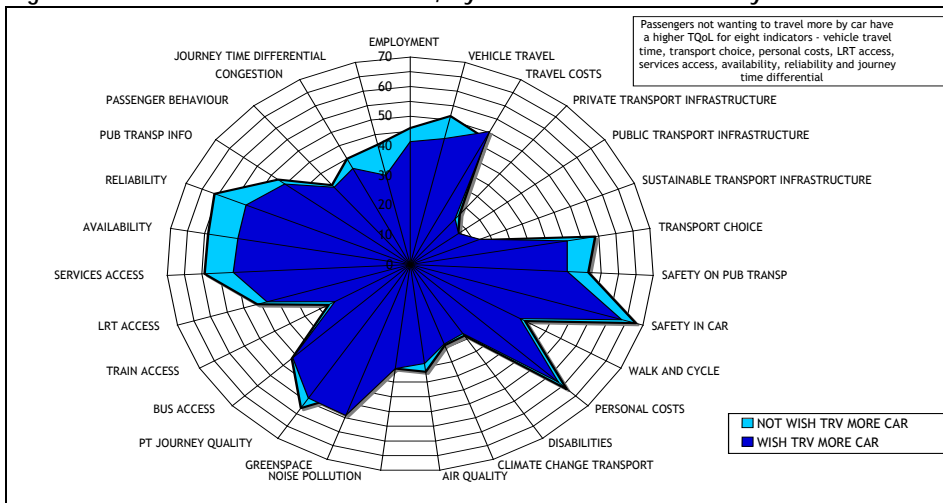 Passengers not wanting to travel more by car have
a higher TQoL for eight indicators - vehicle travel
time, transport choice, personal costs, LRT access,
services access, availability, reliability and journey
time differential
EMPLOYMENT
VEHICLE TRAVEL
TRAVEL COSTS
PRIVATE TRANSPORT INFRASTRUCTURE
PUBLIC TRANSPORT INFRASTRUCTURE
SUSTAINABLE TRANSPORT INFRASTRUCTURE
TRANSPORT CHOICE
SAFETY ON PUB TRANSP
SAFETY IN CAR
WALK AND CYCLE
PERSONAL COSTS
DISABILITIES
CLIMATE CHANGE TRANSPORT
AIR QUALITY
NOISE POLLUTION
GREENSPACE
PT JOURNEY QUALITY
BUS ACCESS
TRAIN ACCESS
LRT ACCESS
SERVICES ACCESS
AVAILABILITY
RELIABILITY
PUB TRANSP INFO
PASSENGER BEHAVIOUR
CONGESTION
JOURNEY TIME DIFFERENTIAL
70
60
50
40
30
20
10
0
NOT WISH TRV MORE CAR
WISH TRV MORE CAR